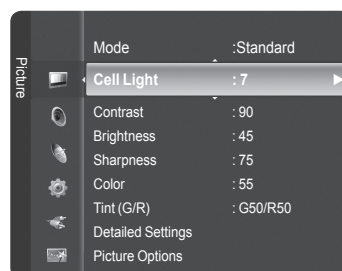 Picture
Mode :Standard
Cell Light : 7
Contrast : 90
Brightness : 45
Sharpness : 75
Color : 55
Tint (G/R) : G50/R50
Detailed Settings
Picture Options